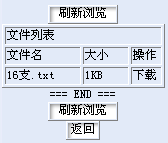 刷新浏览
文件列表
文件名 大小 操作
16支.txt 1KB 下载
=== END ===
刷新浏览
返回